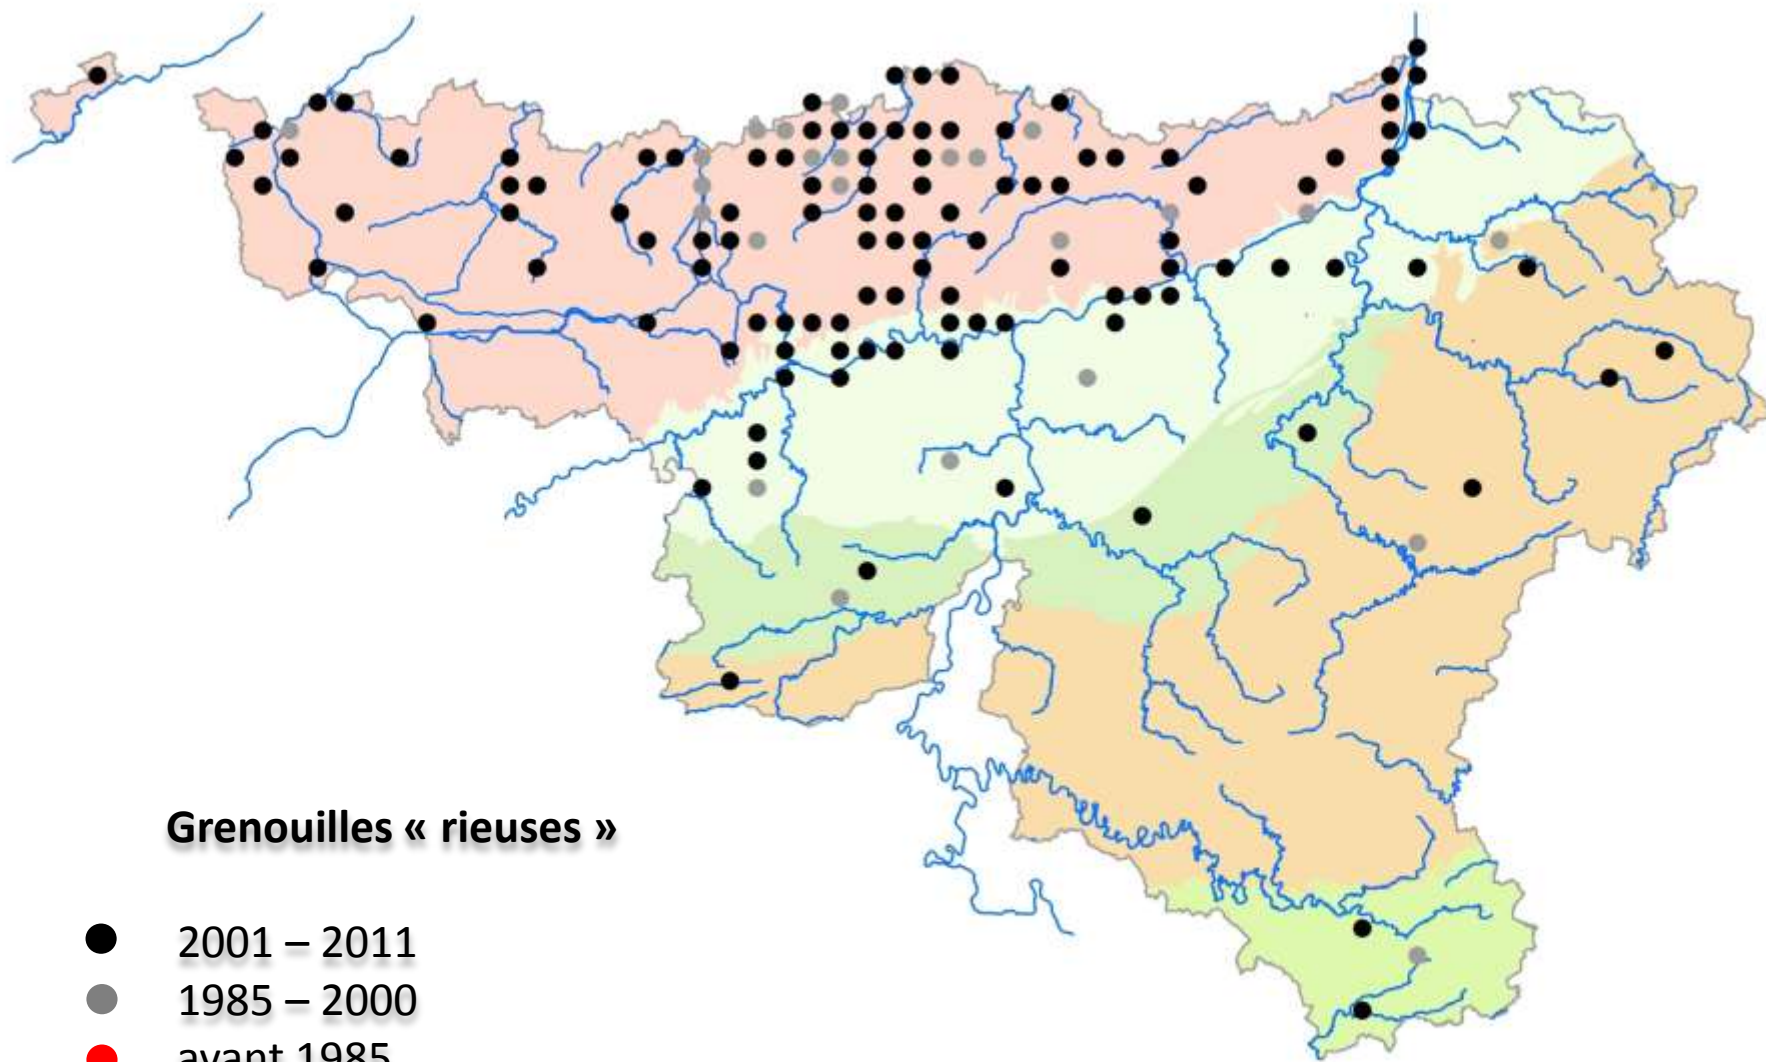 Grenouilles « rieuses »
2001 – 2011
1985 – 2000
avant 1985